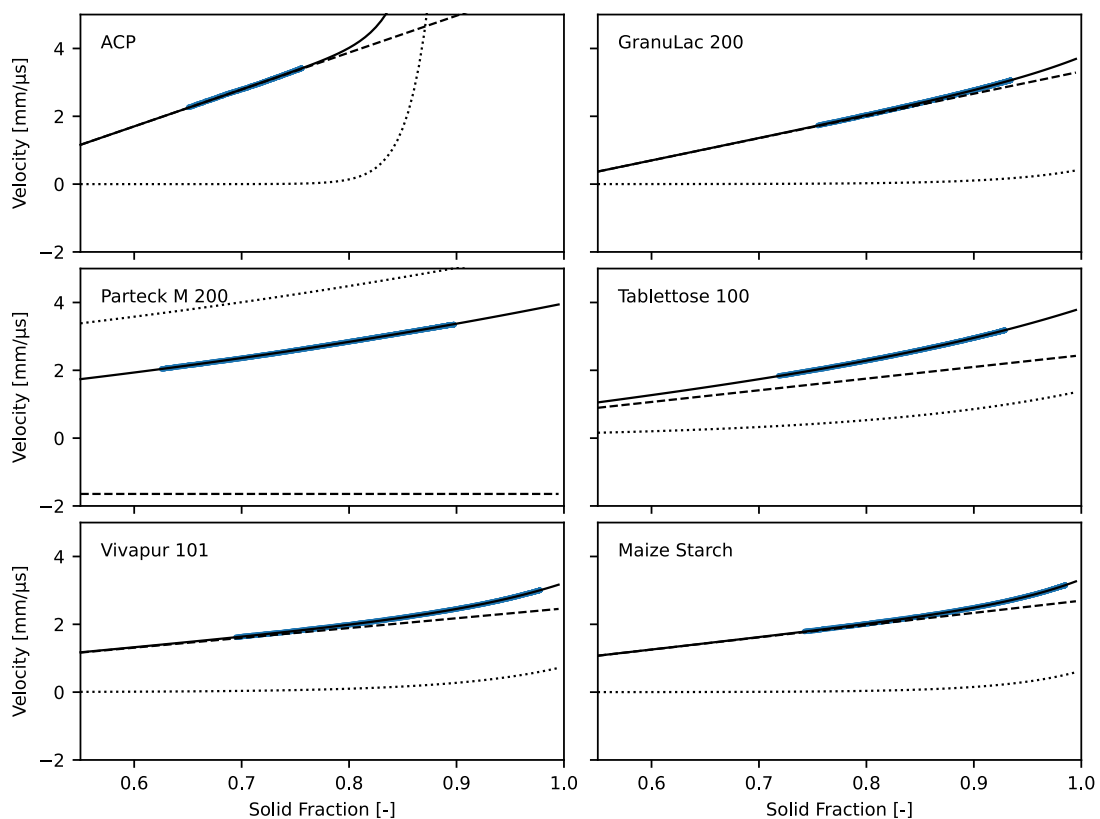 ACP
GranuLac 200
Velocity [mm/μs]
4
2
0
−2
Parteck M 200
Tablettose 100
Velocity [mm/μs]
4
2
0
−2
Vivapur 101
Maize Starch
Velocity [mm/μs]
4
2
0
−2
0.6 0.7 0.8 0.9 1.0
0.6 0.7 0.8 0.9 1.0
Solid Fraction [-]
Solid Fraction [-]